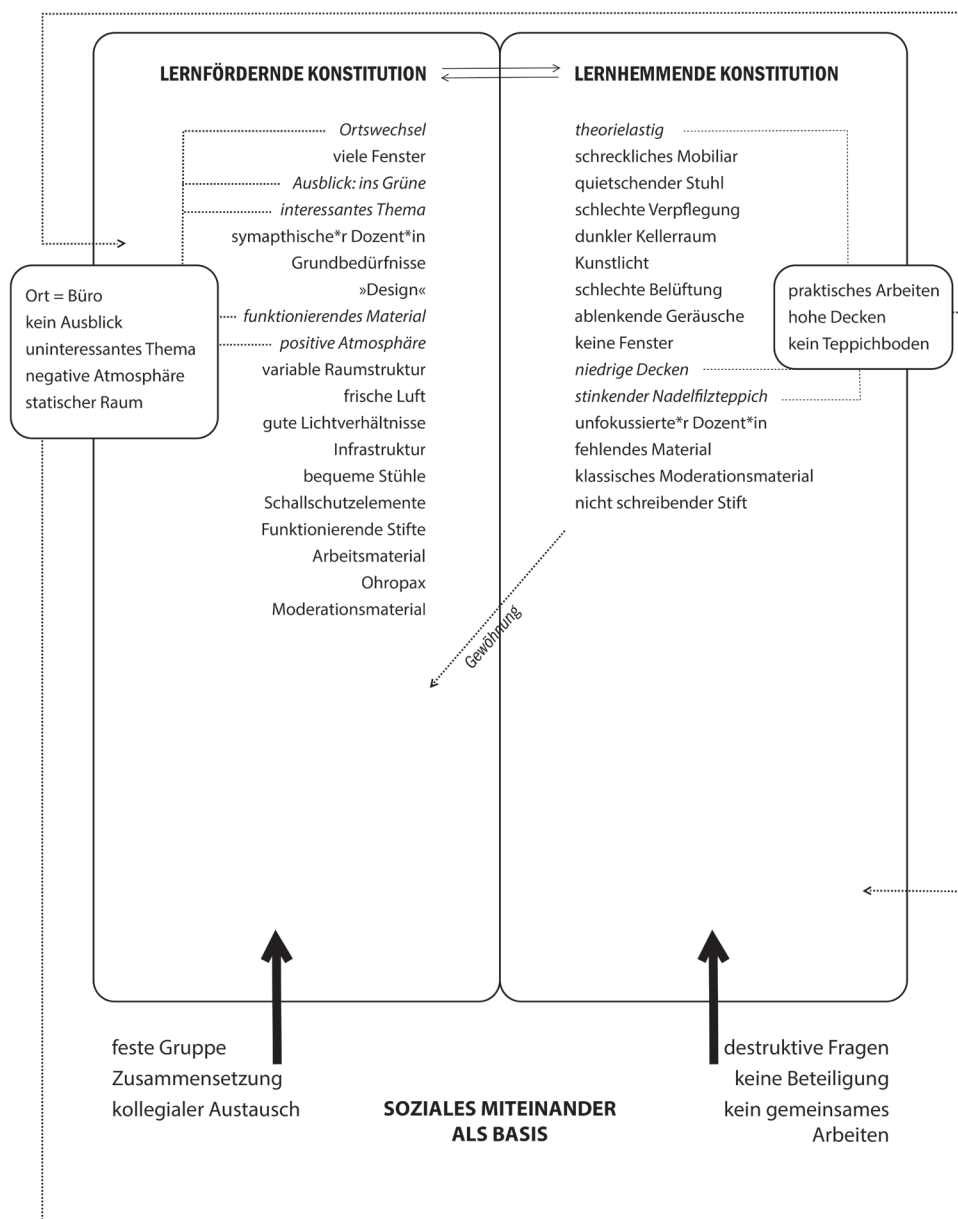 LERNFÖRDERNDE KONSTITUTION
Ortswechsel
viele Fenster
Ausblick: ins Grüne
interessantes Thema
symapthische*r Dozent*in
Grundbedürfnisse
»Design«
funktionierendes Material
positive Atmosphäre
variable Raumstruktur
frische Luft
gute Lichtverhältnisse
Infrastruktur
bequeme Stühle
Schallschutzelemente
Funktionierende Stifte
Arbeitsmaterial
Ohropax
Moderationsmaterial
Ort = Büro
kein Ausblick
uninteressantes Thema
negative Atmosphäre
statischer Raum
LERNHEMMENDE KONSTITUTION
theorielastig
schreckliches Mobiliar
quietschender Stuhl
schlechte Verpflegung
dunkler Kellerraum
Kunstlicht
schlechte Belüftung
ablenkende Geräusche
keine Fenster
niedrige Decken
stinkender Nadelfilzteppich
unfokussierte*r Dozent*in
fehlendes Material
klassisches Moderationsmaterial
nicht schreibender Stift
praktisches Arbeiten
hohe Decken
kein Teppichboden
Gewöhnung
feste Gruppe
Zusammensetzung
kollegialer Austausch
SOZIALES MITEINANDER
ALS BASIS
destruktive Fragen
keine Beteiligung
kein gemeinsames
Arbeiten